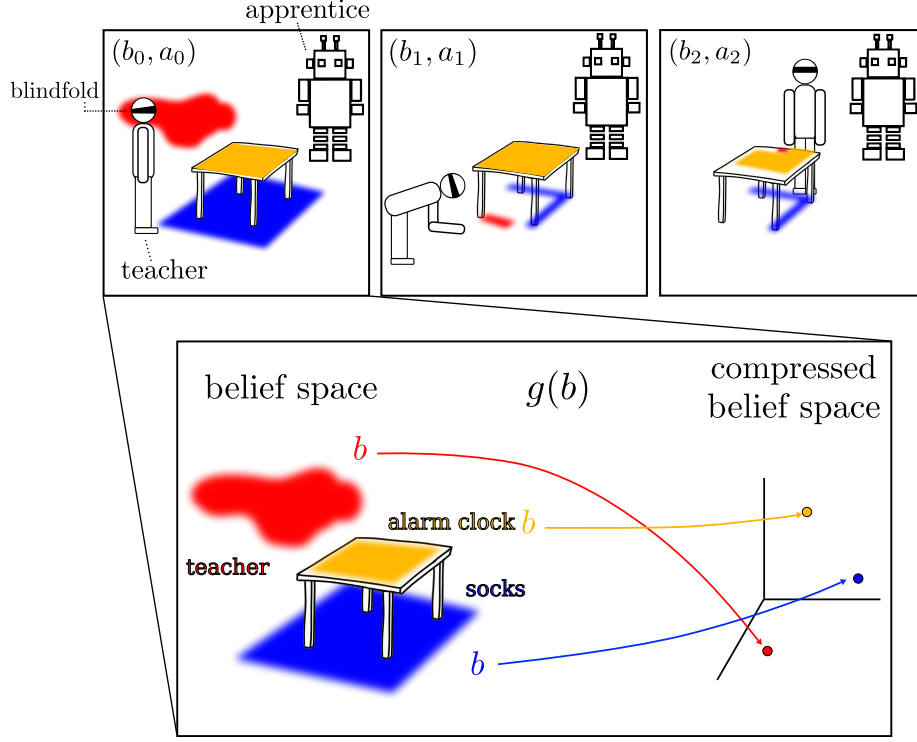 apprentice
(b₀, a₀)
(b₁, a₁)
(b₂, a₂)
blindfold
teacher
belief space
g(b)
compressed
belief space
b
alarm clock b
teacher
socks
b